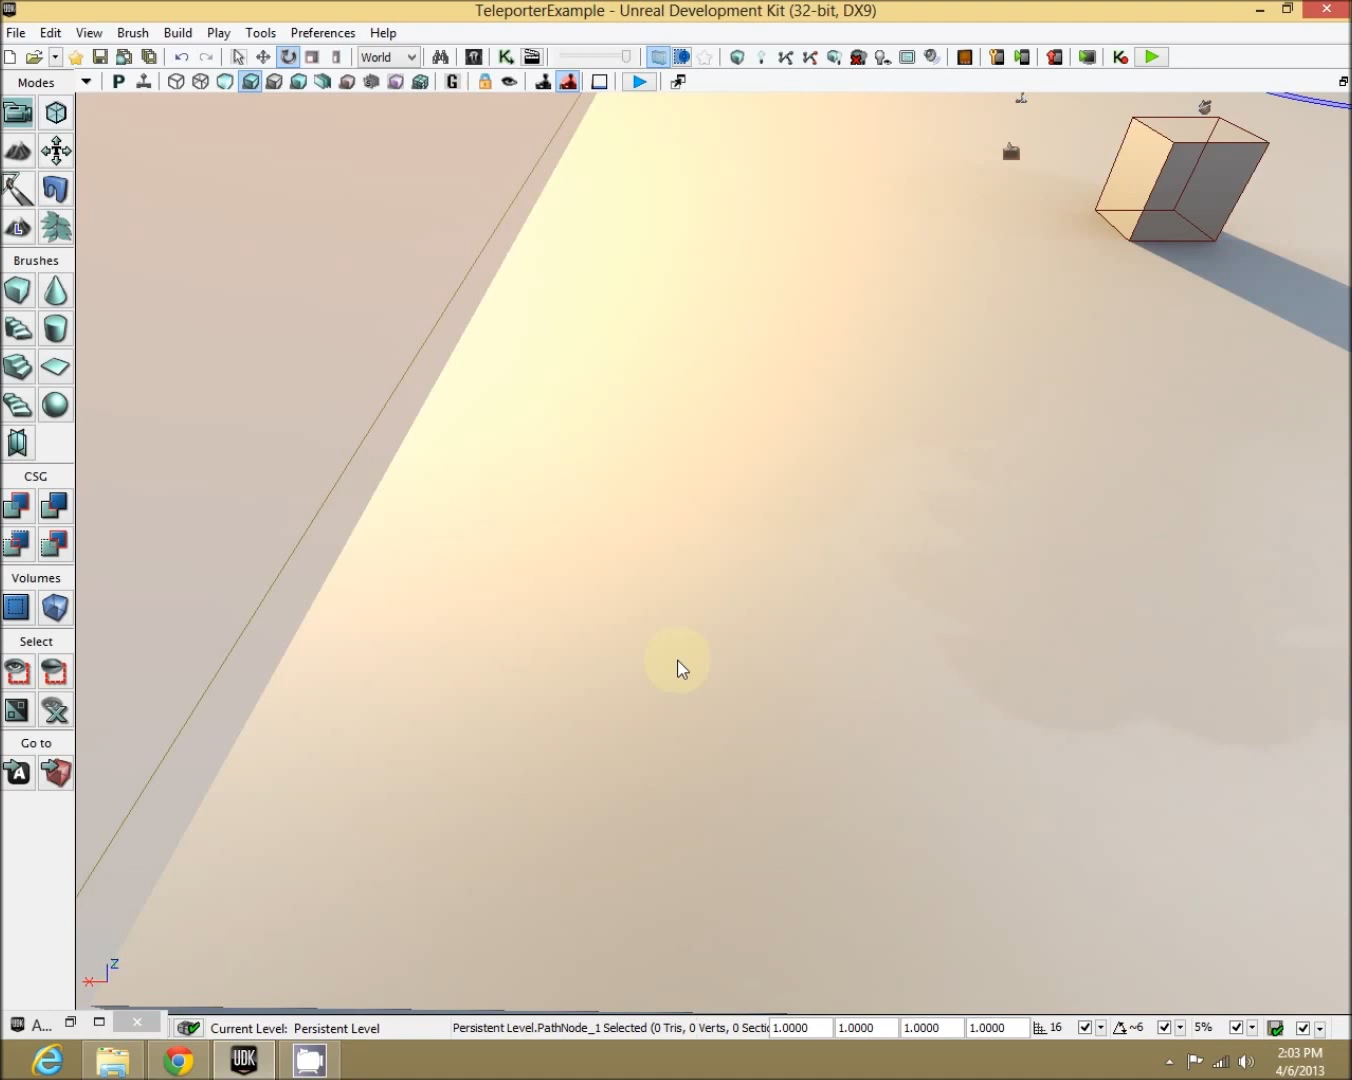 TeleporterExample - Unreal Development Kit (32-bit, DX9)
File Edit View Brush Build Play Tools Preferences Help
World
Modes
P
G
Brushes
CSG
Volumes
Select
Go to
A
Z
X
A...
Current Level: Persistent Level
Persistent Level.PathNode_1 Selected (0 Tris, 0 Verts, 0 Sectic
1.0000
1.0000
1.0000
1.0000
16
~6
5%
UDK
2:03 PM
4/6/2013